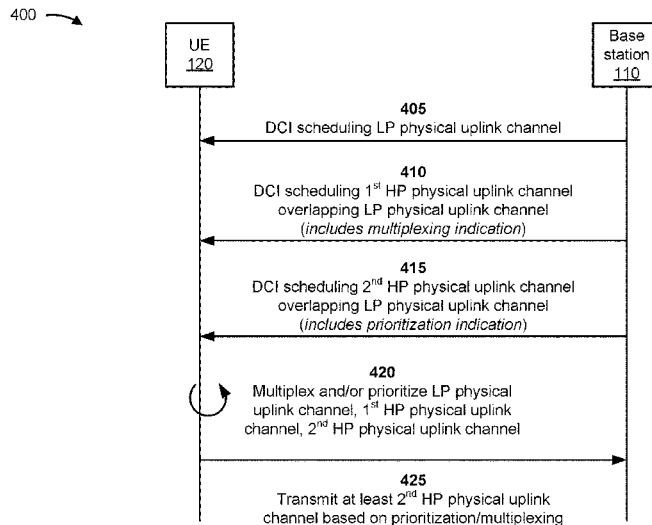 400
UE
120
Base
station
110
405
DCI scheduling LP physical uplink channel
410
DCI scheduling 1st HP physical uplink channel
overlapping LP physical uplink channel
(includes multiplexing indication)
415
DCI scheduling 2nd HP physical uplink channel
overlapping LP physical uplink channel
(includes prioritization indication)
420
Multiplex and/or prioritize LP physical
uplink channel, 1st HP physical uplink
channel, 2nd HP physical uplink channel
425
Transmit at least 2nd HP physical uplink
channel based on prioritization/multiplexing